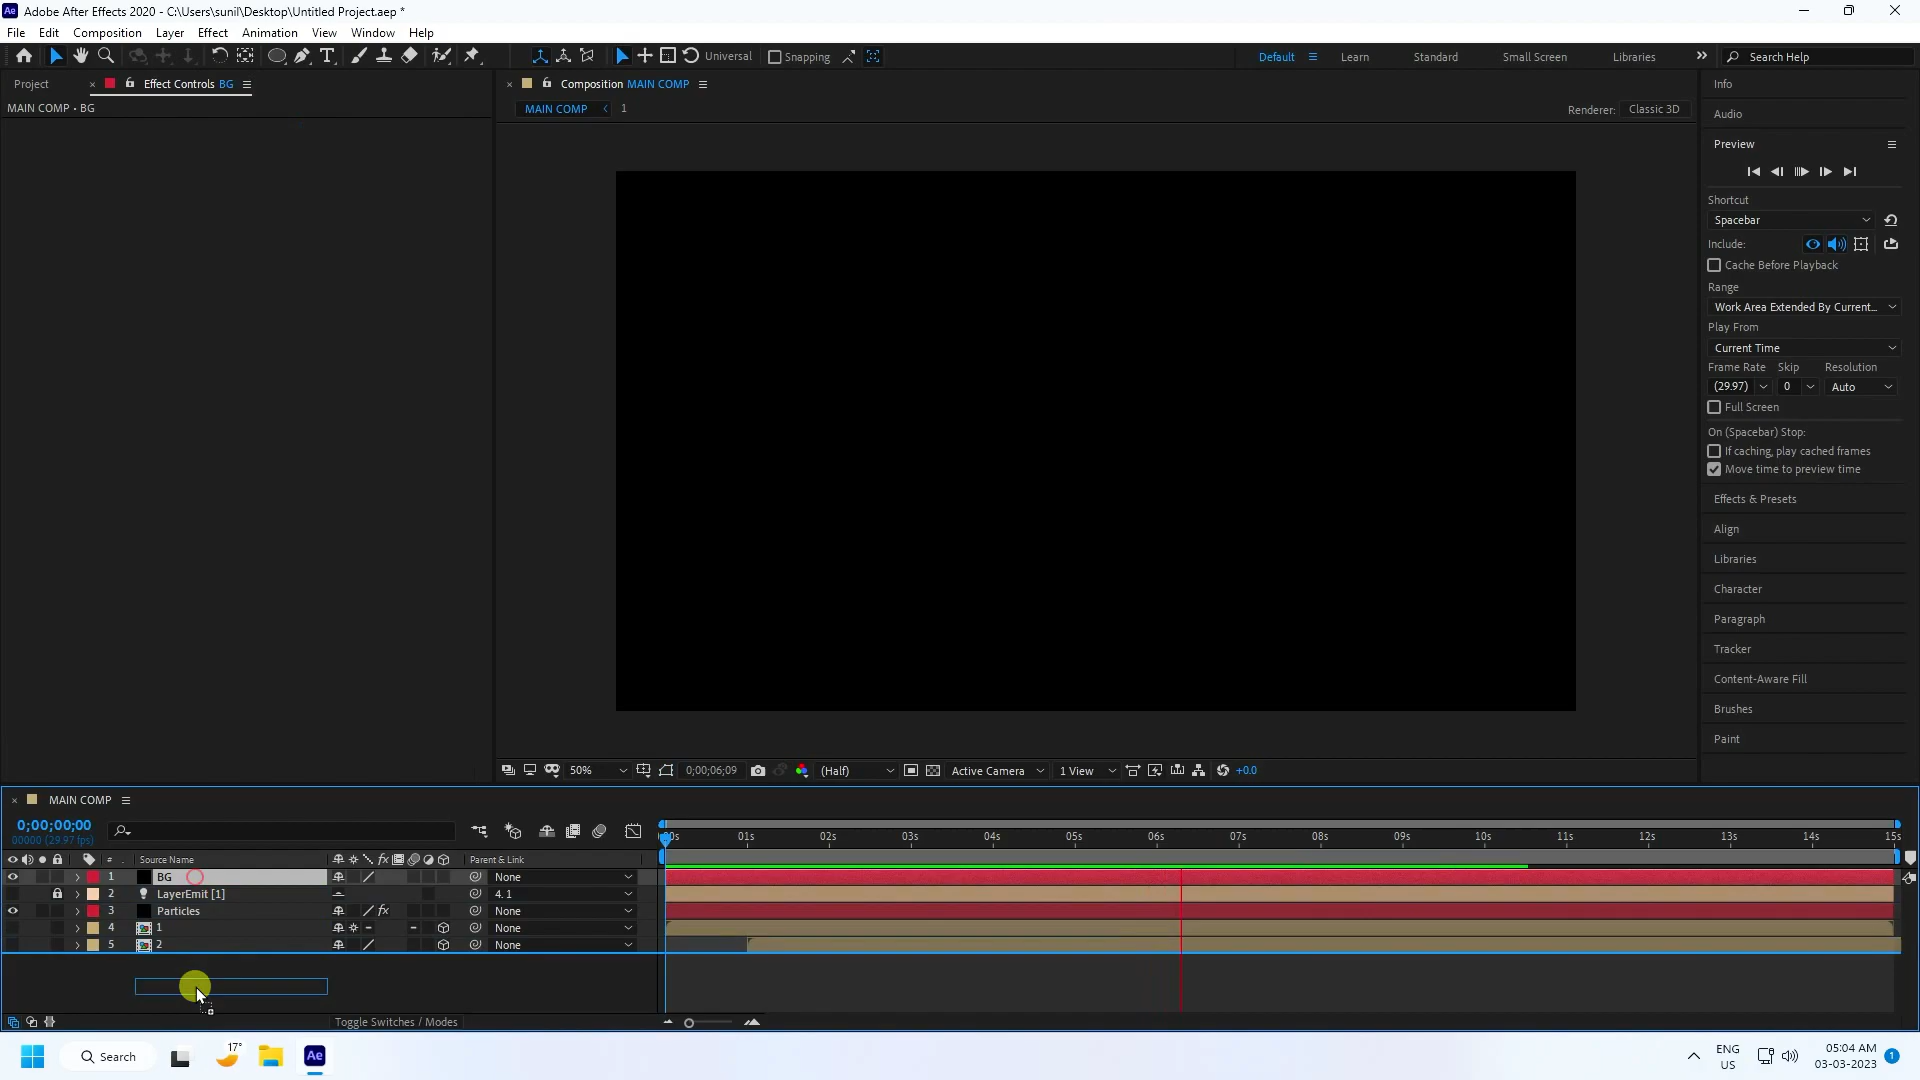 Ae Adobe After Effects 2020 - C:\Users\sunil\Desktop\Untitled Project.aep *
File Edit Composition Layer Effect Animation View Window Help
Universal Snapping Default Learn Standard Small Screen Libraries Search Help
Project Effect Controls BG
MAIN COMP • BG
Composition MAIN COMP
MAIN COMP 1
Renderer: Classic 3D
Info
Audio
Preview
Shortcut
Spacebar
Include:
Cache Before Playback
Range
Work Area Extended By Current...
Play From
Current Time
Frame Rate Skip Resolution
(29.97) 0 Auto
Full Screen
On (Spacebar) Stop:
If caching, play cached frames
Move time to preview time
Effects & Presets
Align
Libraries
Character
Paragraph
Tracker
Content-Aware Fill
Brushes
Paint
50% 0;00;06;09 (Half) Active Camera 1 View +0.0
MAIN COMP
0;00;00;00
00000 (29.97 fps)
01s 02s 03s 04s 05s 06s 07s 08s 09s 10s 11s 12s 13s 14s 15s
# Source Name fx Parent & Link
1 BG None
2 LayerEmit [1] 4. 1
3 Particles fx None
4 1 None
5 2 None
Toggle Switches / Modes
Search 17° Ae
ENG
US
05:04 AM
03-03-2023
1